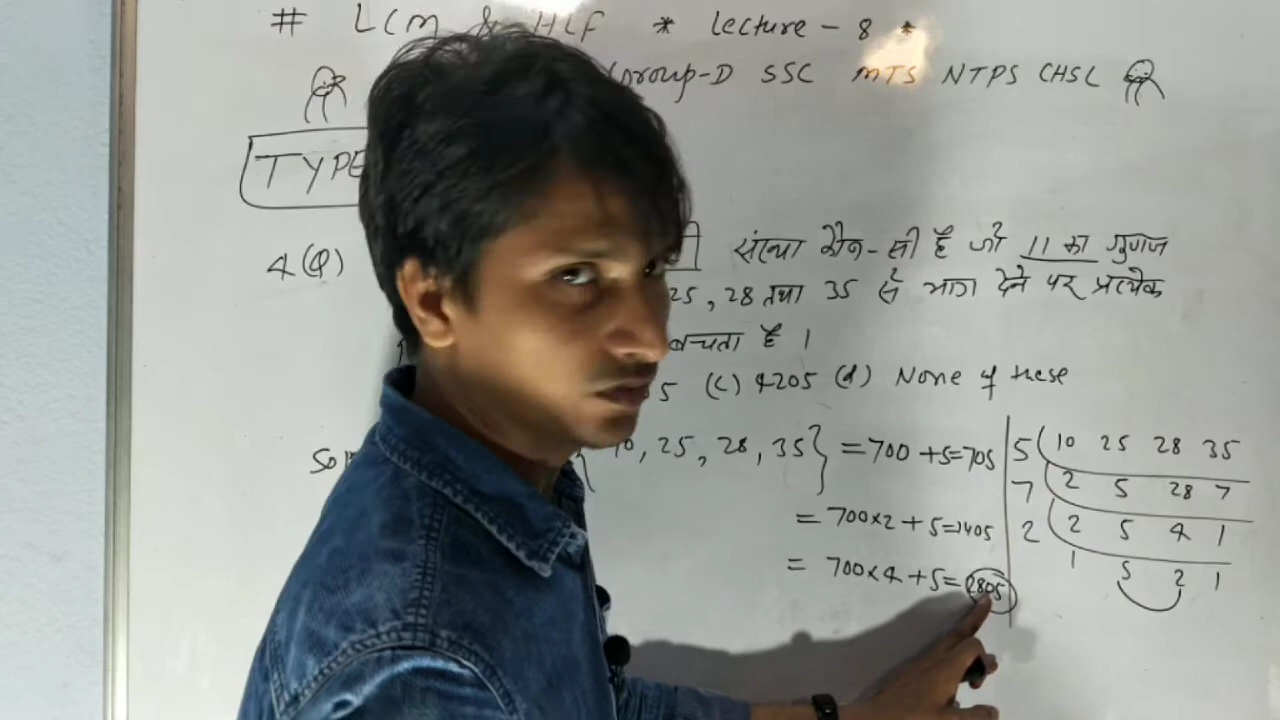 # LCM & HCF * Lecture - 8 *
Group-D SSC MTS NTPS CHSL
TYPE
4(Q) संख्या कौन-सी है जो 11 का गुणज
25, 28 तथा 35 से भाग देने पर प्रत्येक
बचता है ।
5 (c) 4205 (d) None of these
10, 25, 28, 35} = 700 + 5 = 705
= 700×2 + 5 = 1405
= 700×4 + 5 = 2805
5 10 25 28 35
7 2 5 28 7
2 2 5 4 1
1 5 2 1